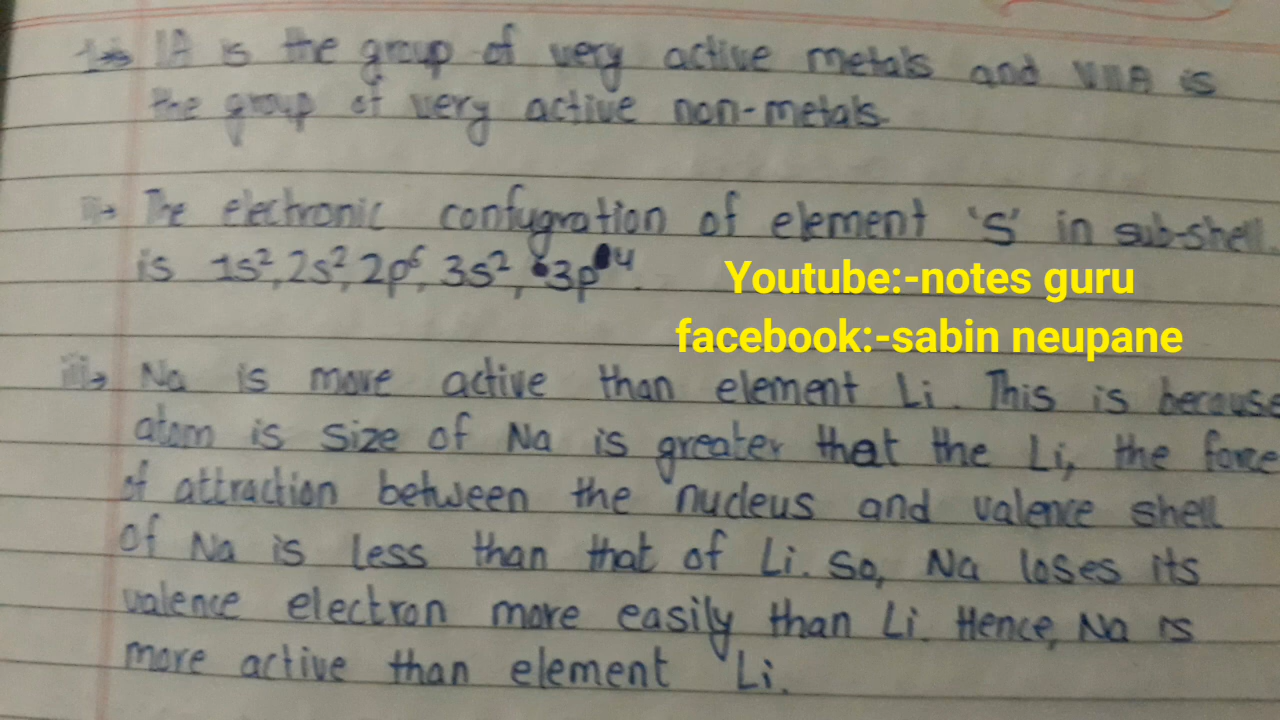 i→ IA is the group of very active metals and VIIA is
the group of very active non-metals.
ii→ The electronic confugration of element 'S' in sub-shell
is 1s², 2s², 2p⁶, 3s², 3p⁴.
Youtube:-notes guru
facebook:-sabin neupane
iii→ Na is more active than element Li. This is because
atom is size of Na is greater that the Li, the force
of attraction between the nucleus and valence shell
of Na is less than that of Li. So, Na loses its
valence electron more easily than Li. Hence, Na is
more active than element Li.